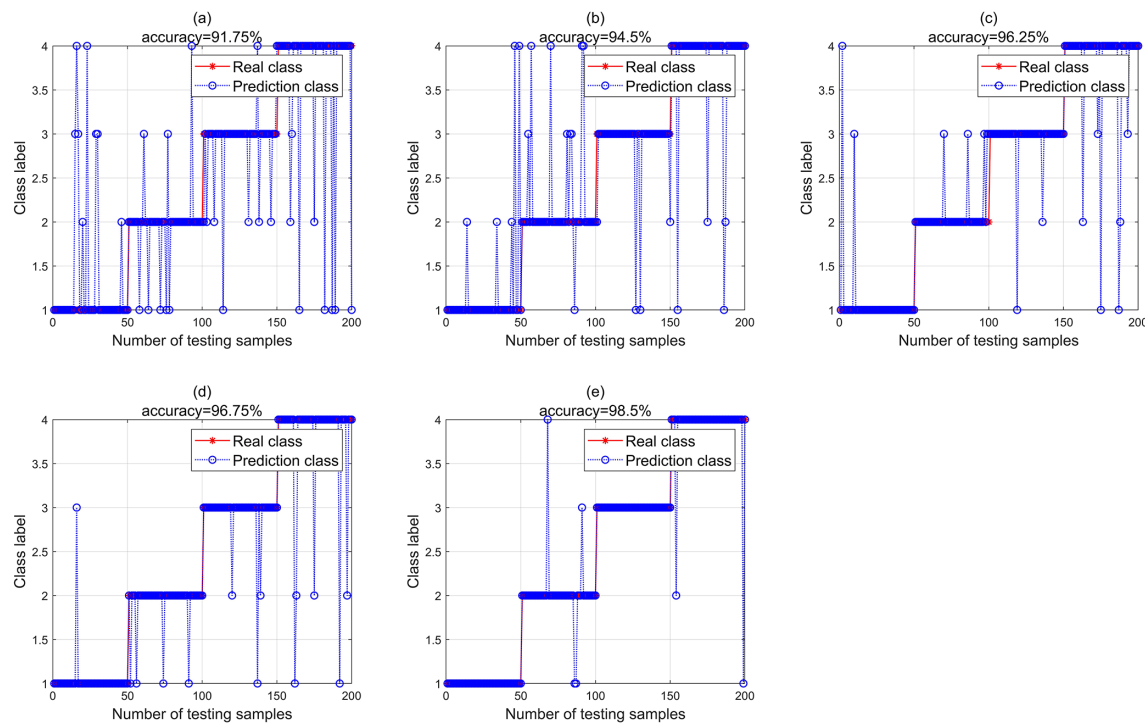 (a)
accuracy=91.75%
4
3.5
3
2.5
2
1.5
1
Class label
Real class
Prediction class
0 50 100 150 200
Number of testing samples
(b)
accuracy=94.5%
4
3.5
3
2.5
2
1.5
1
Class label
Real class
Prediction class
0 50 100 150 200
Number of testing samples
(c)
accuracy=96.25%
4
3.5
3
2.5
2
1.5
1
Class label
Real class
Prediction class
0 50 100 150 200
Number of testing samples
(d)
accuracy=96.75%
4
3.5
3
2.5
2
1.5
1
Class label
Real class
Prediction class
0 50 100 150 200
Number of testing samples
(e)
accuracy=98.5%
4
3.5
3
2.5
2
1.5
1
Class label
Real class
Prediction class
0 50 100 150 200
Number of testing samples